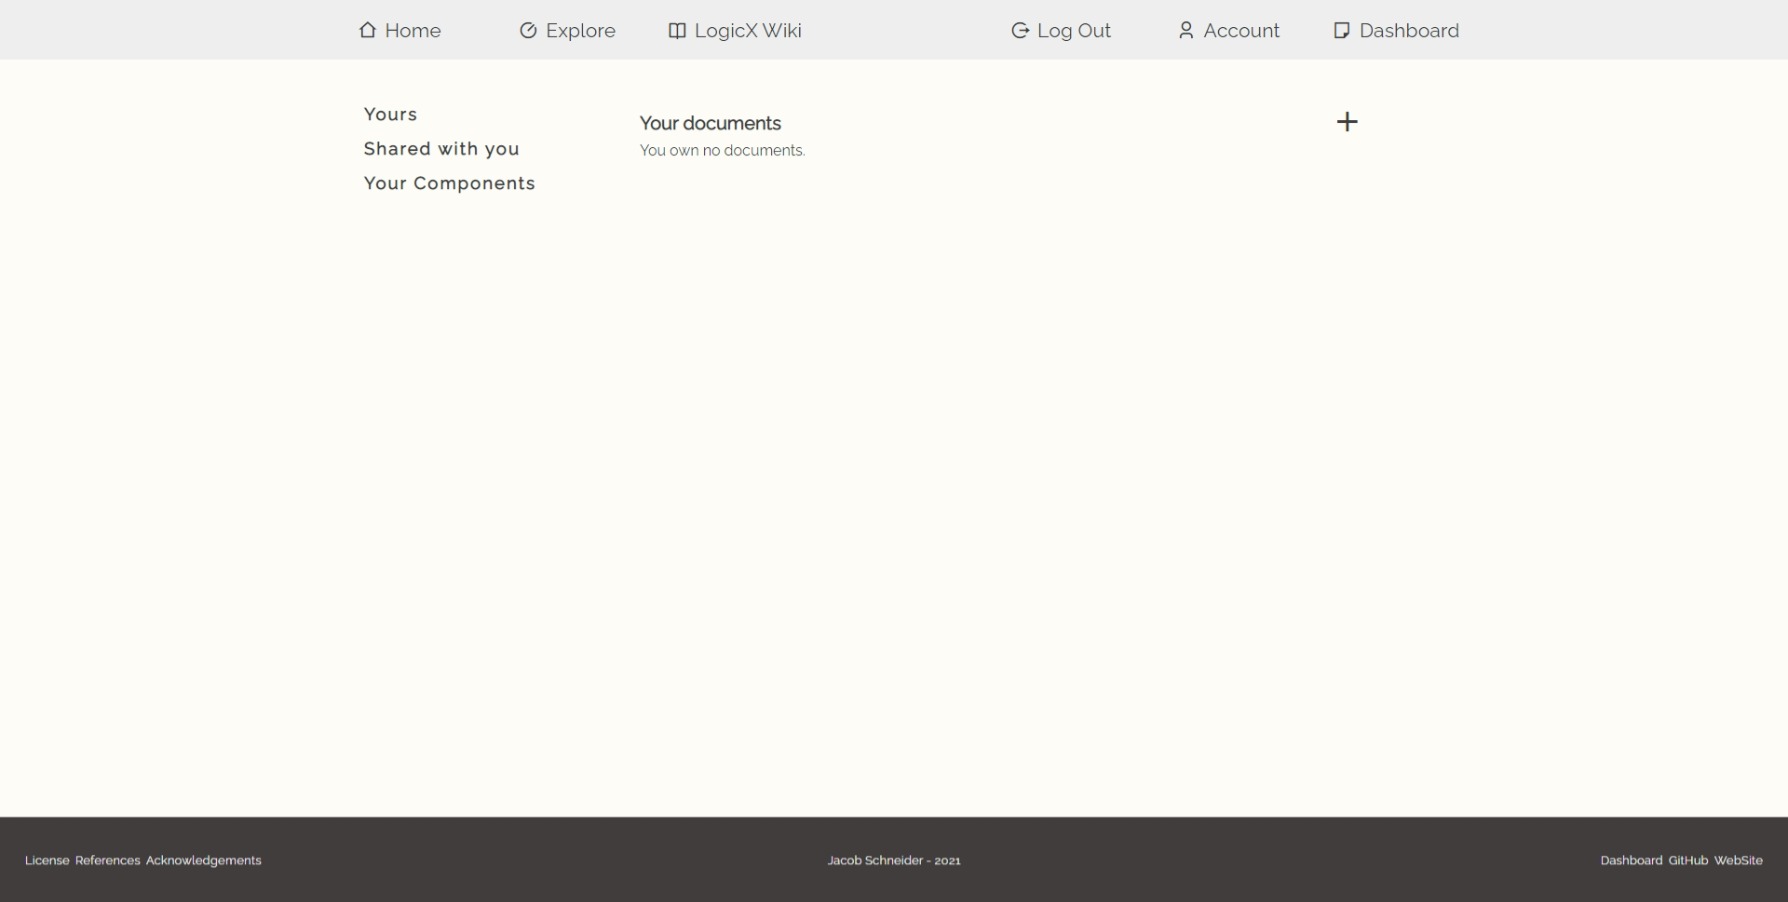 Home Explore LogicX Wiki Log Out Account Dashboard
Yours
Shared with you
Your Components
Your documents
You own no documents.
License References Acknowledgements
Jacob Schneider - 2021
Dashboard GitHub WebSite